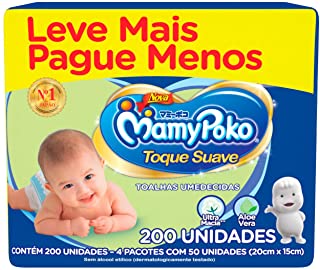 Leve Mais
Pague Menos
Nº1
JAPÃO
Nova
マミーポコ
MamyPoko
Toque Suave
TOALHAS UMEDECIDAS
Ultra
Macia
Aloe
Vera
200 UNIDADES
CONTÉM 200 UNIDADES – 4 PACOTES COM 50 UNIDADES (20cm x 15cm)
Sem álcool etílico (dermatologicamente testado)